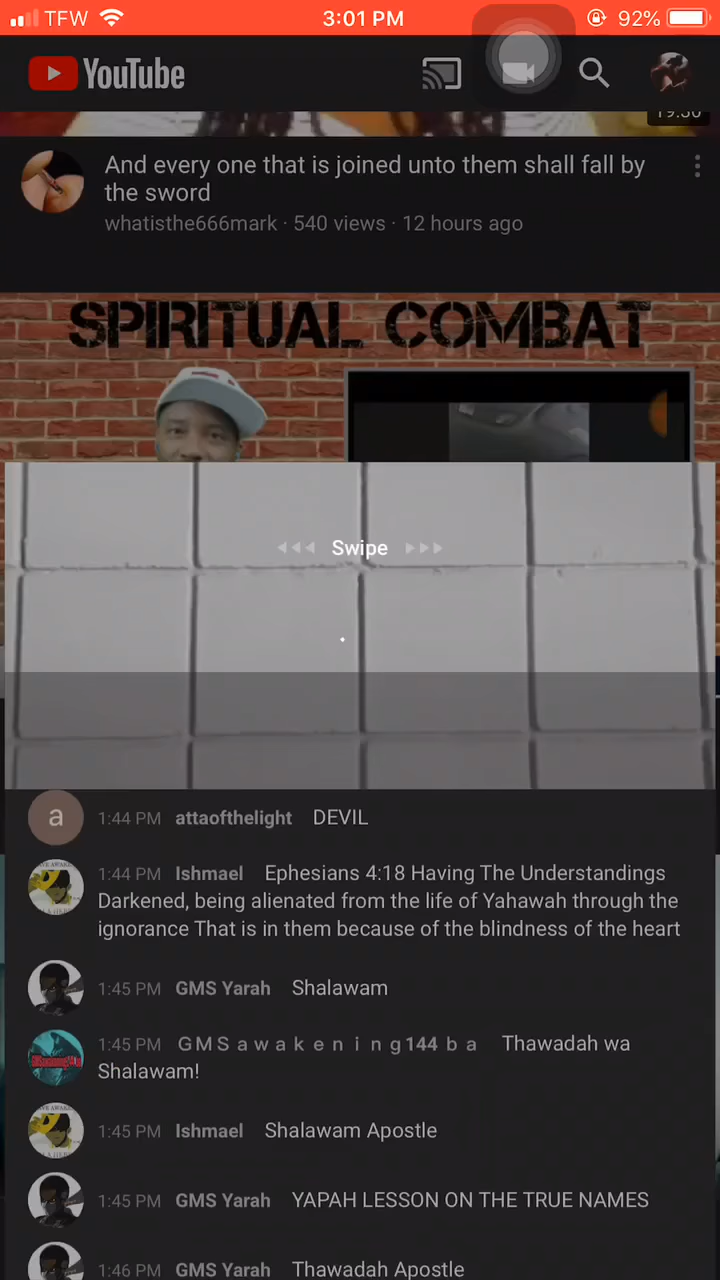 TFW 3:01 PM 92%
YouTube
19:30
And every one that is joined unto them shall fall by
the sword
whatisthe666mark · 540 views · 12 hours ago
SPIRITUAL COMBAT
Swipe
a 1:44 PM attaofthelight DEVIL
1:44 PM Ishmael Ephesians 4:18 Having The Understandings
Darkened, being alienated from the life of Yahawah through the
ignorance That is in them because of the blindness of the heart
1:45 PM GMS Yarah Shalawam
1:45 PM GMS a w a k e n i n g144 b a Thawadah wa
Shalawam!
1:45 PM Ishmael Shalawam Apostle
1:45 PM GMS Yarah YAPAH LESSON ON THE TRUE NAMES
1:46 PM GMS Yarah Thawadah Apostle